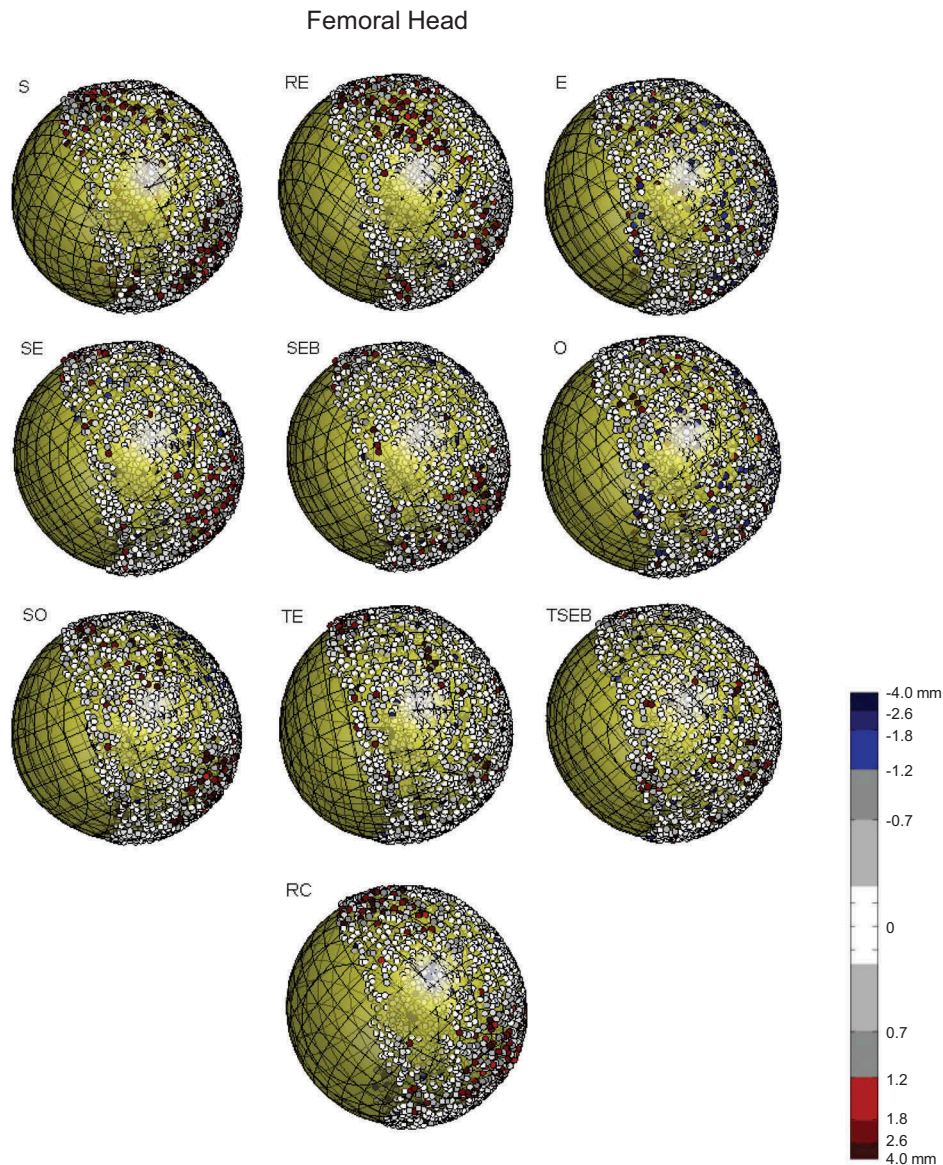 Femoral Head
S
RE
E
SE
SEB
O
SO
TE
TSEB
RC
-4.0 mm
-2.6
-1.8
-1.2
-0.7
0
0.7
1.2
1.8
2.6
4.0 mm